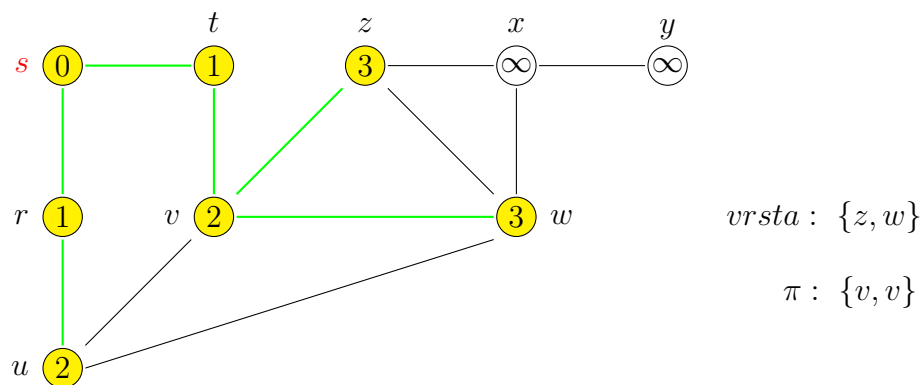 t z x y
s 0 1 3 ∞ ∞
r 1 v 2 3 w vrsta : {z, w}
π : {v, v}
u 2